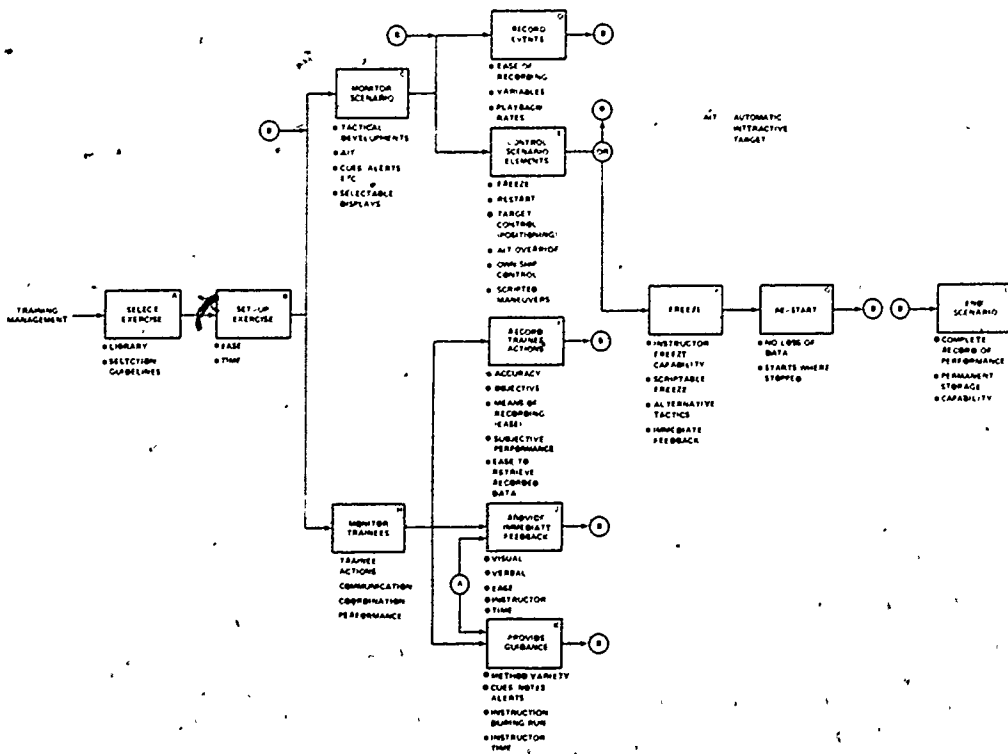 TRAINING
MANAGEMENT
A
SELECT
EXERCISE
LIBRARY
SELECTION
GUIDELINES
SET-UP
EXERCISE
EASE
TIME
B
C
MONITOR
SCENARIO
TACTICAL
DEVELOPMENTS
AIT
CUES ALERTS
ETC
SELECTABLE
DISPLAYS
B
D
RECORD
EVENTS
B
EASE OF
RECORDING
VARIABLES
PLAYBACK
RATES
E
CONTROL
SCENARIO
ELEMENTS
OR
B
FREEZE
RESTART
TARGET
CONTROL
(POSITIONING)
AIT OVERRIDE
OWN SHIP
CONTROL
SCRIPTED
MANEUVERS
AIT AUTOMATIC
INTERACTIVE
TARGET
FREEZE
INSTRUCTOR
FREEZE
CAPABILITY
SCRIPTABLE
FREEZE
ALTERNATIVE
TACTICS
IMMEDIATE
FEEDBACK
G
RE-START
B
NO LOSS OF
DATA
STARTS WHERE
STOPPED
B
END
SCENARIO
COMPLETE
RECORD OF
PERFORMANCE
PERMANENT
STORAGE
CAPABILITY
RECORD
TRAINEE
ACTIONS
B
ACCURACY
OBJECTIVE
MEANS OF
RECORDING
(EASE)
SUBJECTIVE
PERFORMANCE
EASE TO
RETRIEVE
RECORDED
DATA
H
MONITOR
TRAINEES
TRAINEE
ACTIONS
COMMUNICATION
COORDINATION
PERFORMANCE
J
PROVIDE
IMMEDIATE
FEEDBACK
B
VISUAL
VERBAL
EASE
INSTRUCTOR
TIME
A
K
PROVIDE
GUIDANCE
B
METHOD VARIETY
CUES NOTES
ALERTS
INSTRUCTION
DURING RUN
INSTRUCTOR
TIME